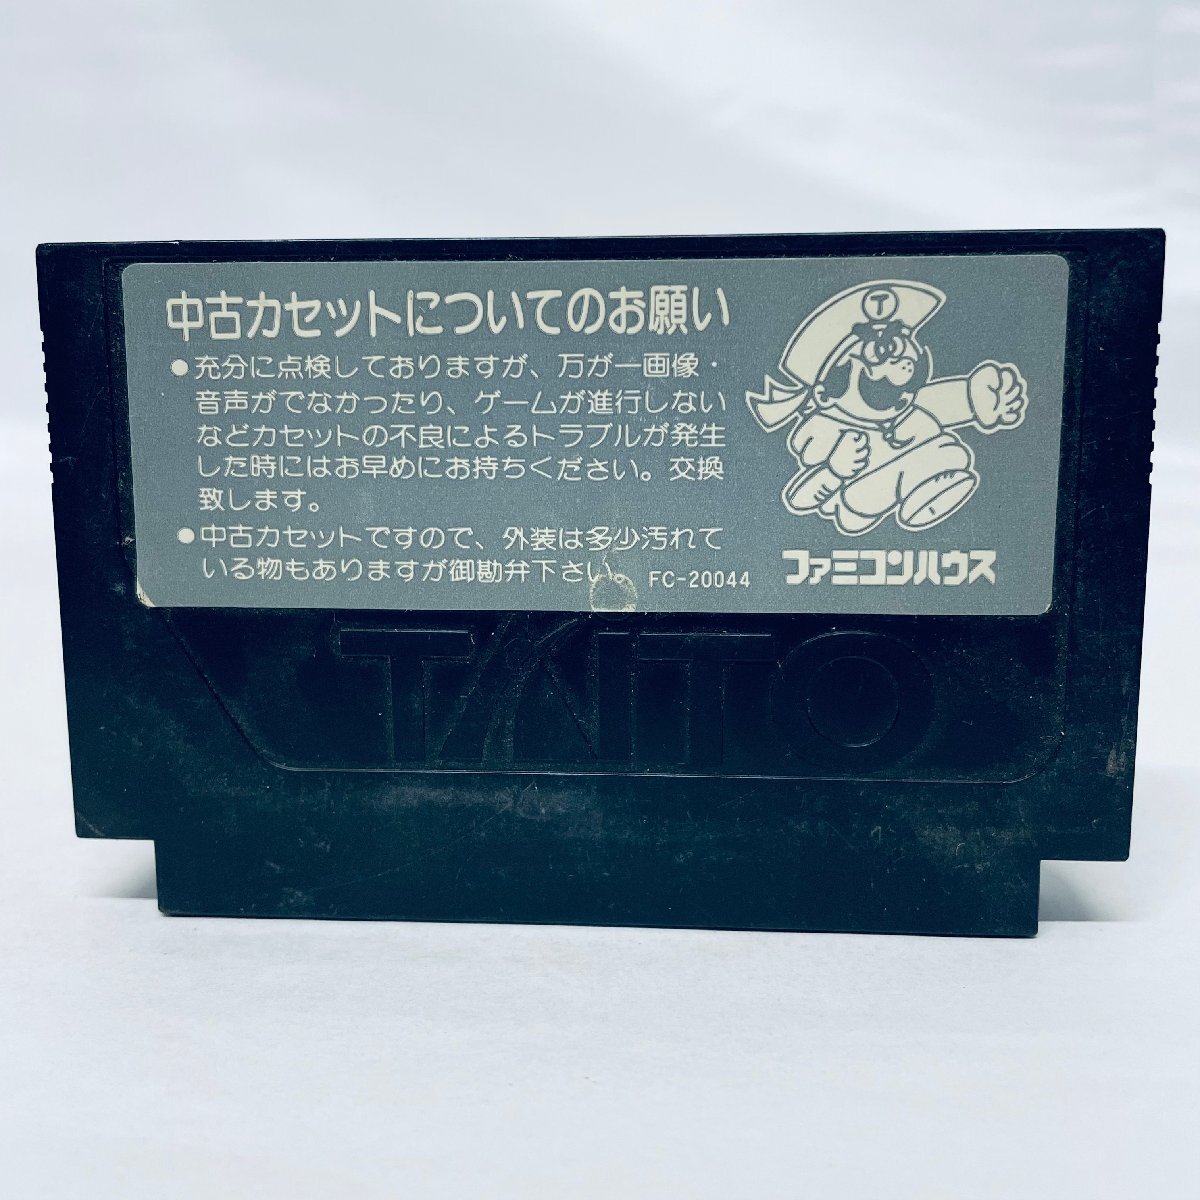 中古カセットについてのお願い
●充分に点検しておりますが、万が一画像・
音声がでなかったり、ゲームが進行しない
などカセットの不良によるトラブルが発生
した時にはお早めにお持ちください。交換
致します。
●中古カセットですので、外装は多少汚れて
いる物もありますが御勘弁下さい。 FC-20044
T
ファミコンハウス
TAITO